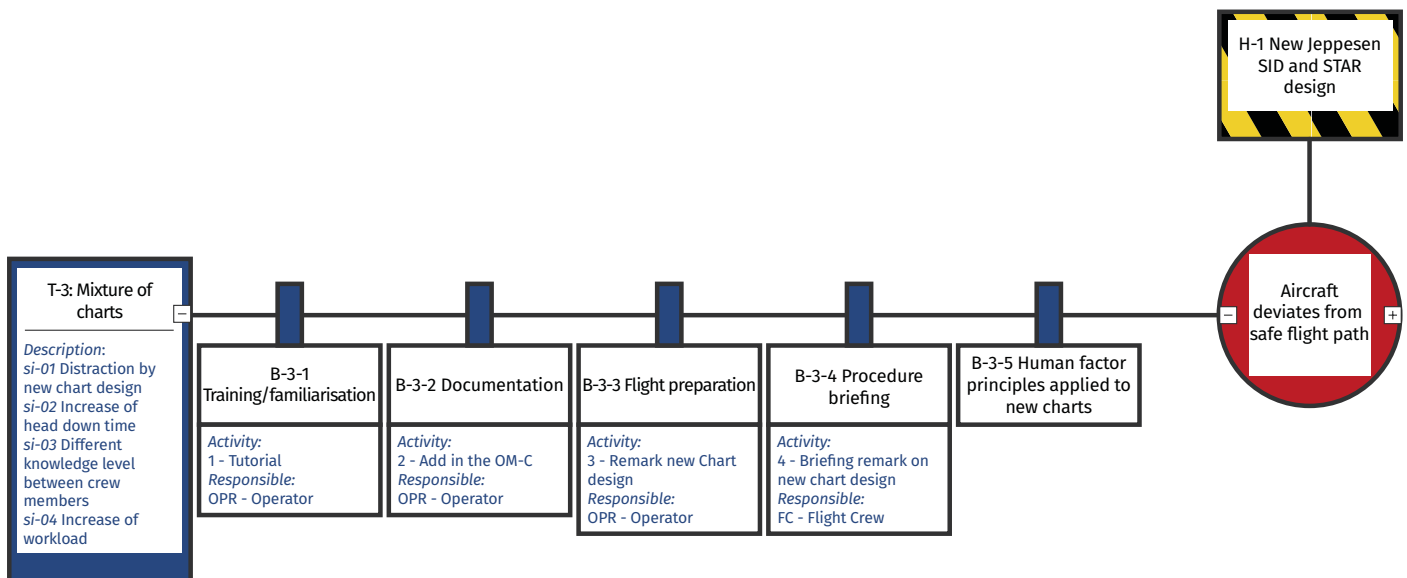 H-1 New Jeppesen
SID and STAR
design
T-3: Mixture of
charts
−
Description:
si-01 Distraction by
new chart design
si-02 Increase of
head down time
si-03 Different
knowledge level
between crew
members
si-04 Increase of
workload
B-3-1
Training/familiarisation
Activity:
1 - Tutorial
Responsible:
OPR - Operator
B-3-2 Documentation
Activity:
2 - Add in the OM-C
Responsible:
OPR - Operator
B-3-3 Flight preparation
Activity:
3 - Remark new Chart
design
Responsible:
OPR - Operator
B-3-4 Procedure
briefing
Activity:
4 - Briefing remark on
new chart design
Responsible:
FC - Flight Crew
B-3-5 Human factor
principles applied to
new charts
−
Aircraft
deviates from
safe flight path
+